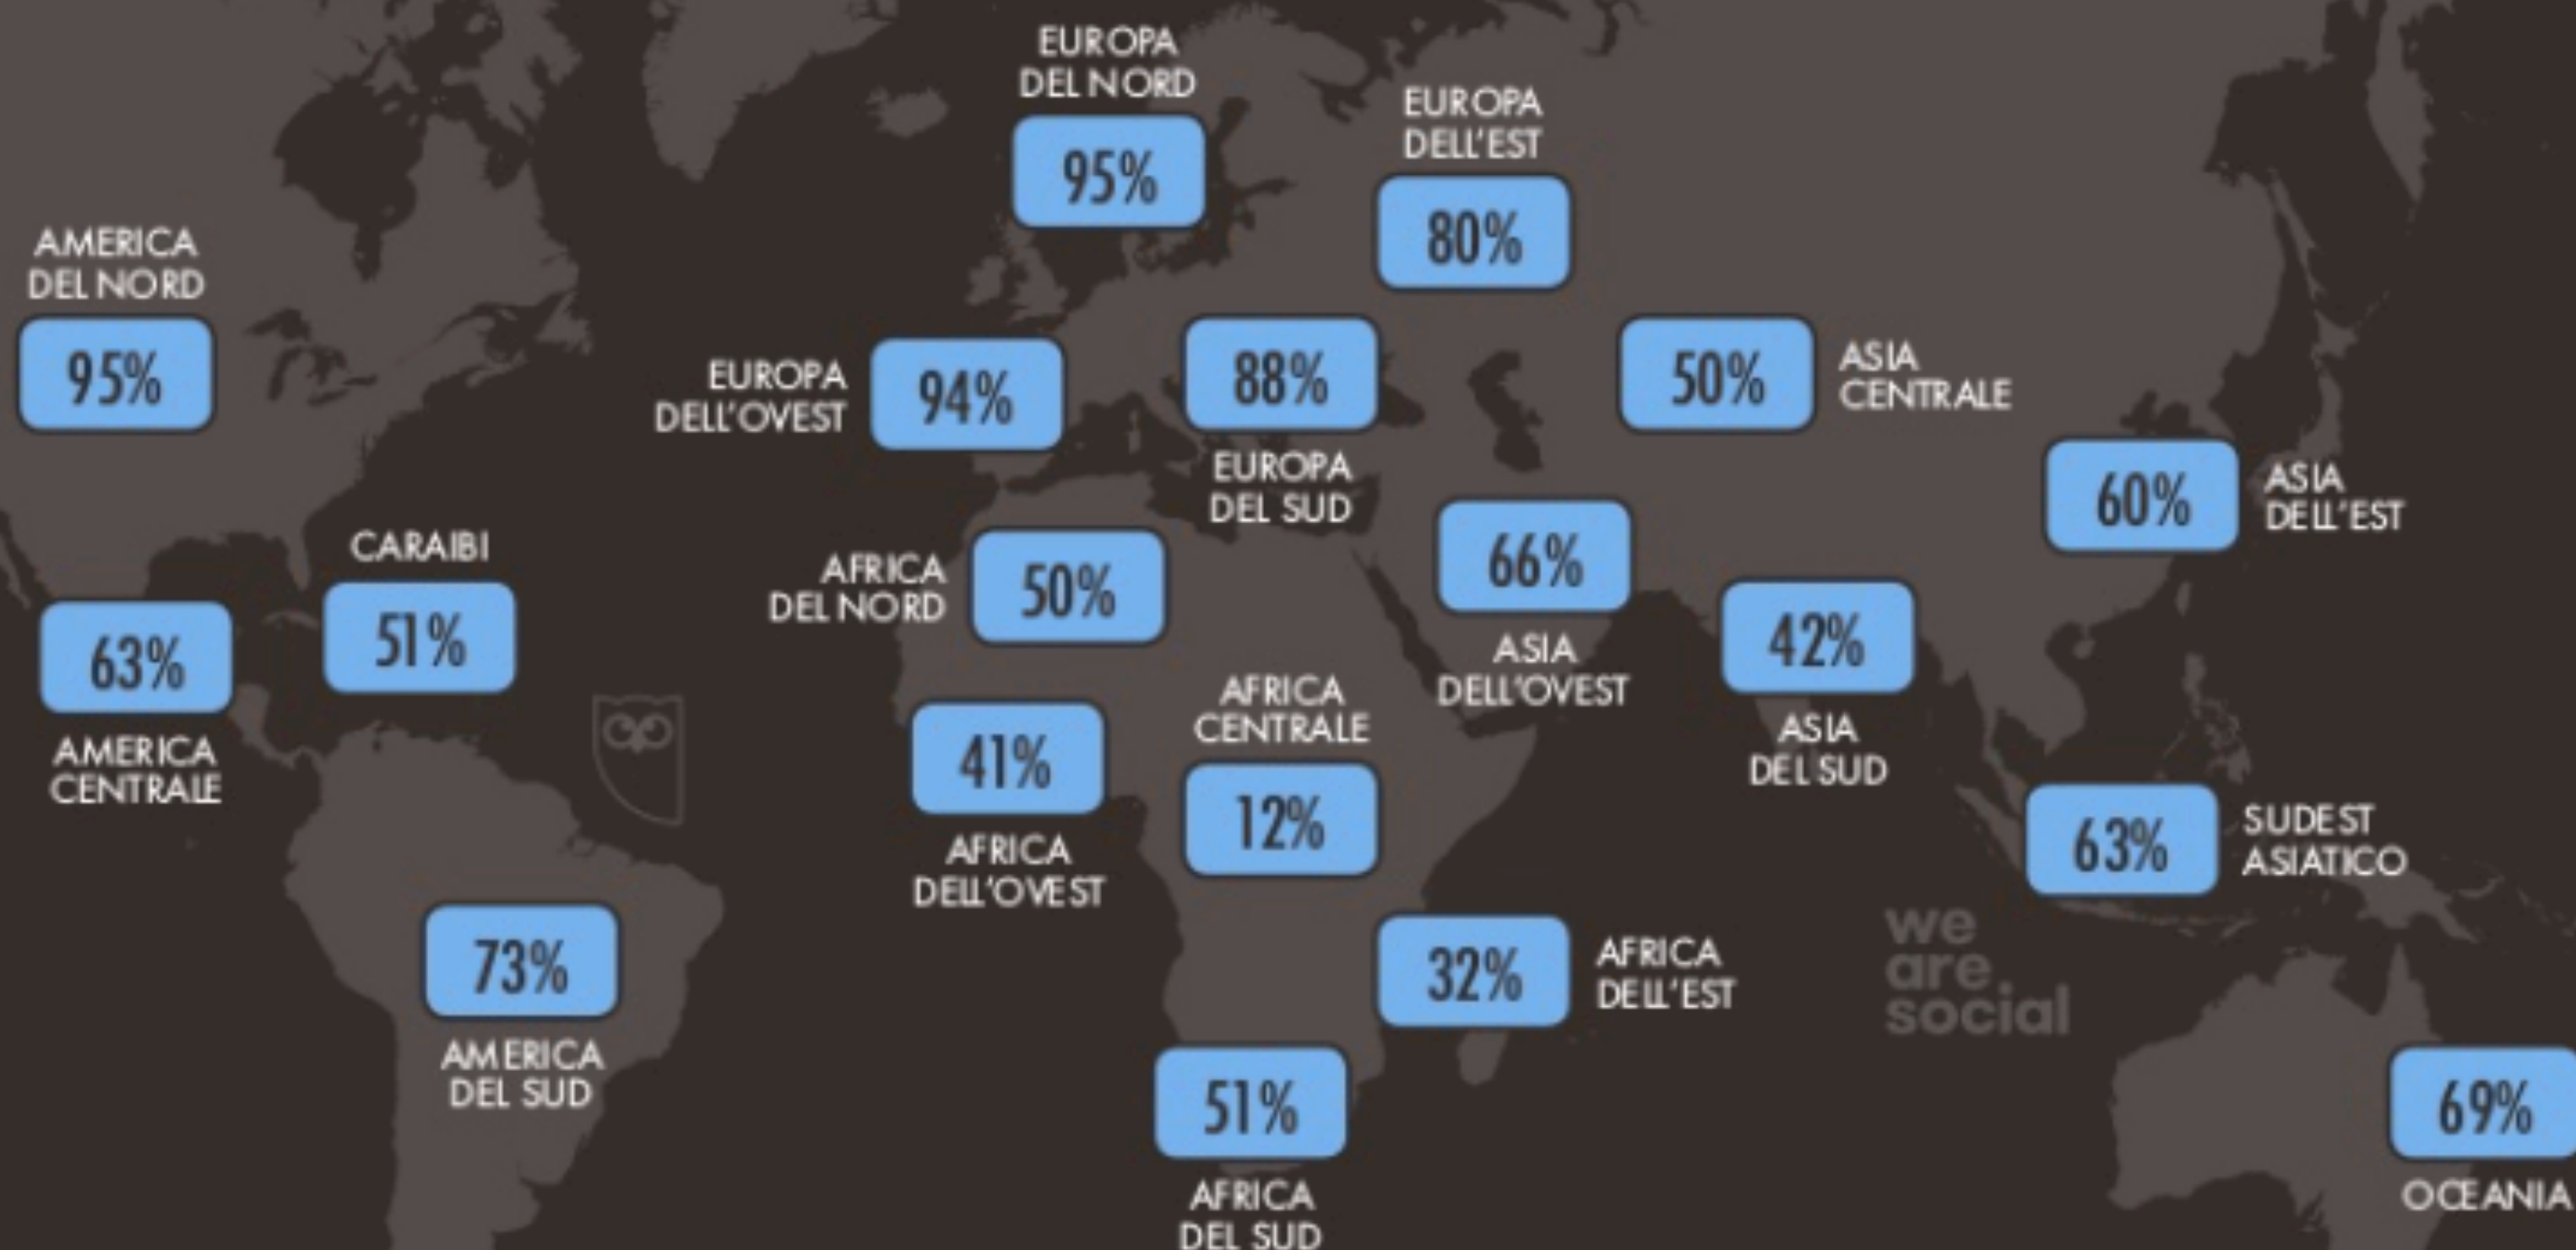 EUROPA
DEL NORD
95%
EUROPA
DELL'EST
80%
AMERICA
DEL NORD
95%
EUROPA
DELL'OVEST
94%
88%
EUROPA
DEL SUD
50%
ASIA
CENTRALE
60%
ASIA
DELL'EST
CARAIBI
51%
63%
AMERICA
CENTRALE
AFRICA
DEL NORD
50%
66%
ASIA
DELL'OVEST
42%
ASIA
DEL SUD
41%
AFRICA
DELL'OVEST
AFRICA
CENTRALE
12%
63%
SUDEST
ASIATICO
73%
AMERICA
DEL SUD
32%
AFRICA
DELL'EST
we
are
social
51%
AFRICA
DEL SUD
69%
OCEANIA